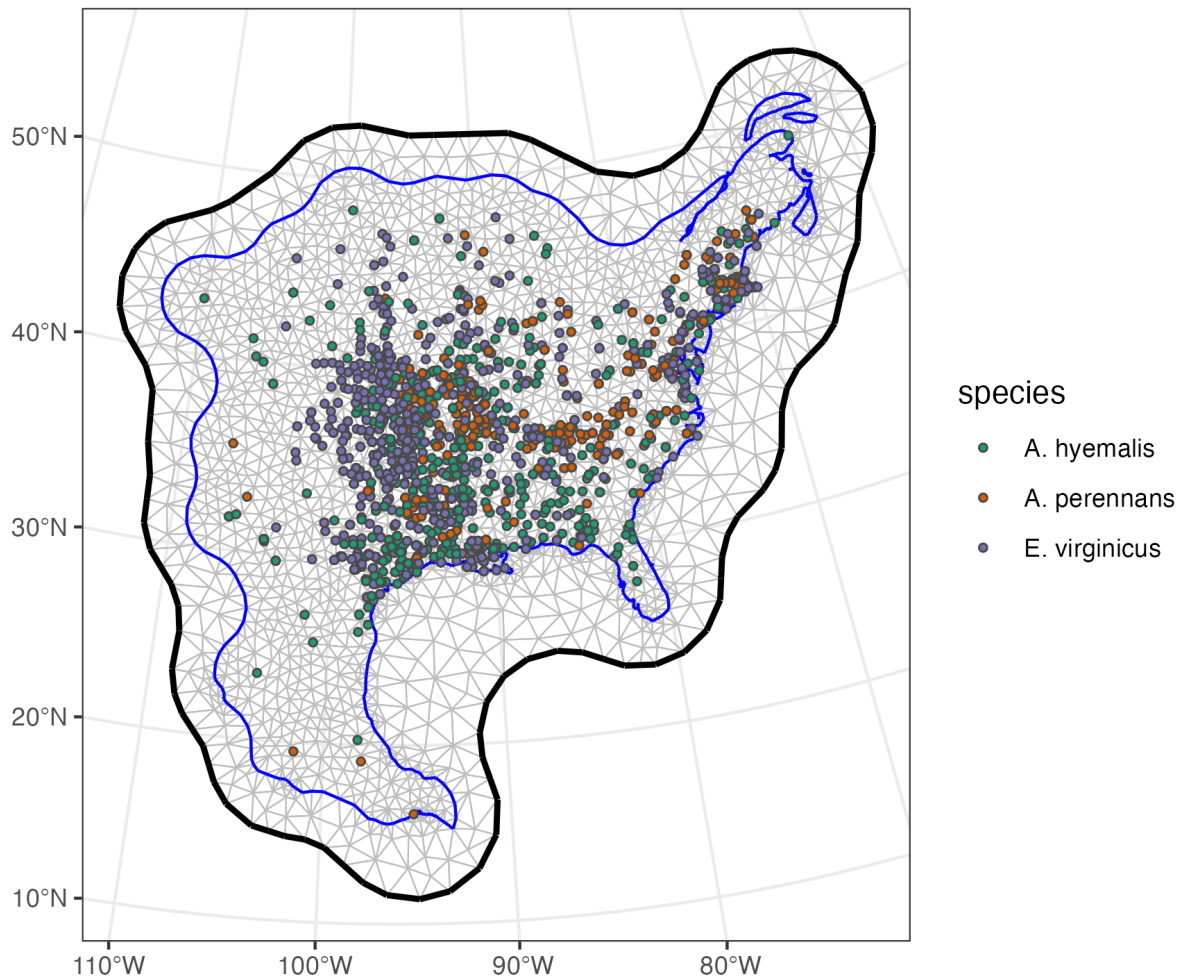 50°N
40°N
30°N
20°N
10°N
110°W
100°W
90°W
80°W
species
A. hyemalis
A. perennans
E. virginicus